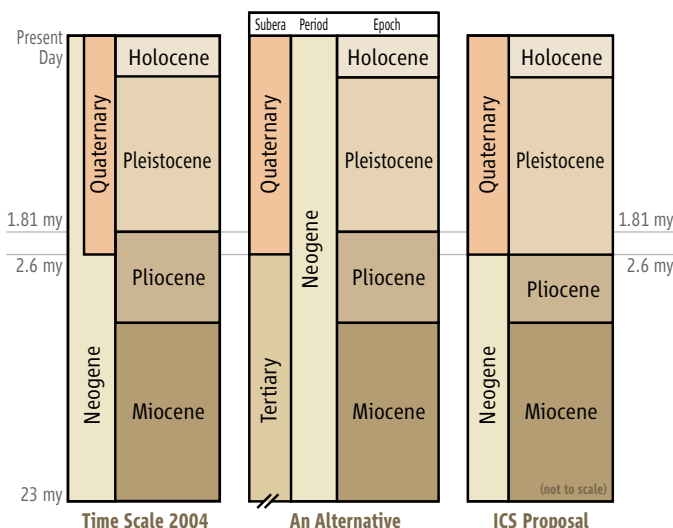 Subera Period Epoch
Present
Day
Quaternary
Neogene
Holocene
Pleistocene
Pliocene
Miocene
Quaternary
Tertiary
Neogene
Holocene
Pleistocene
Pliocene
Miocene
Quaternary
Neogene
Holocene
Pleistocene
Pliocene
Miocene
(not to scale)
1.81 my
2.6 my
23 my
1.81 my
2.6 my
Time Scale 2004
An Alternative
ICS Proposal